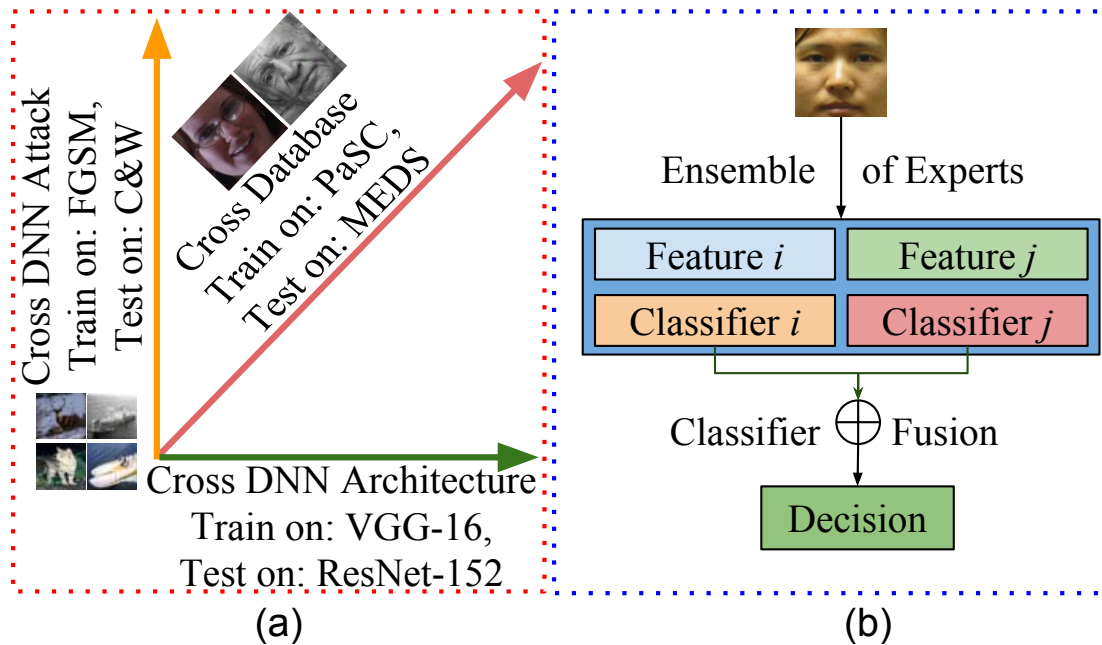 Cross DNN Attack
Train on: FGSM,
Test on: C&W
Cross Database
Train on: PaSC,
Test on: MEDS
Cross DNN Architecture
Train on: VGG-16,
Test on: ResNet-152
(a)
Ensemble of Experts
Feature i
Feature j
Classifier i
Classifier j
Classifier Fusion
Decision
(b)